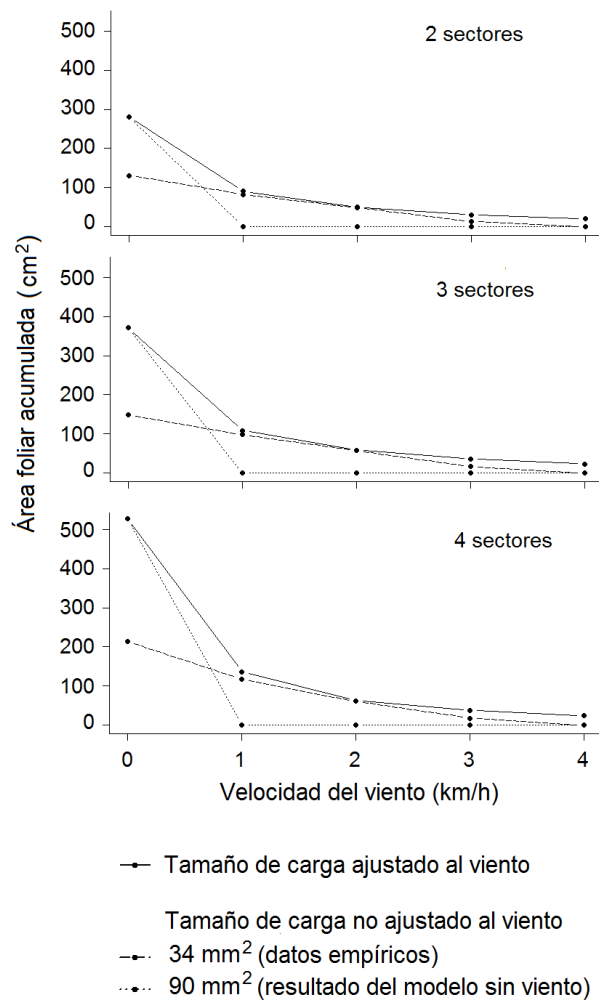 2 sectores
500
400
300
200
100
0
3 sectores
500
400
300
200
100
0
4 sectores
500
400
300
200
100
0
Área foliar acumulada (cm²)
0 1 2 3 4
Velocidad del viento (km/h)
Tamaño de carga ajustado al viento
Tamaño de carga no ajustado al viento
34 mm² (datos empíricos)
90 mm² (resultado del modelo sin viento)